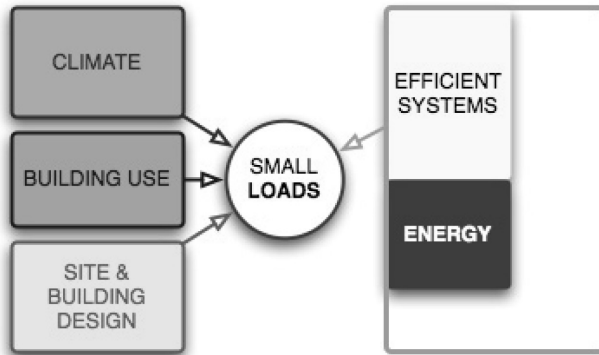 CLIMATE
BUILDING USE
SITE &
BUILDING
DESIGN
SMALL
LOADS
EFFICIENT
SYSTEMS
ENERGY